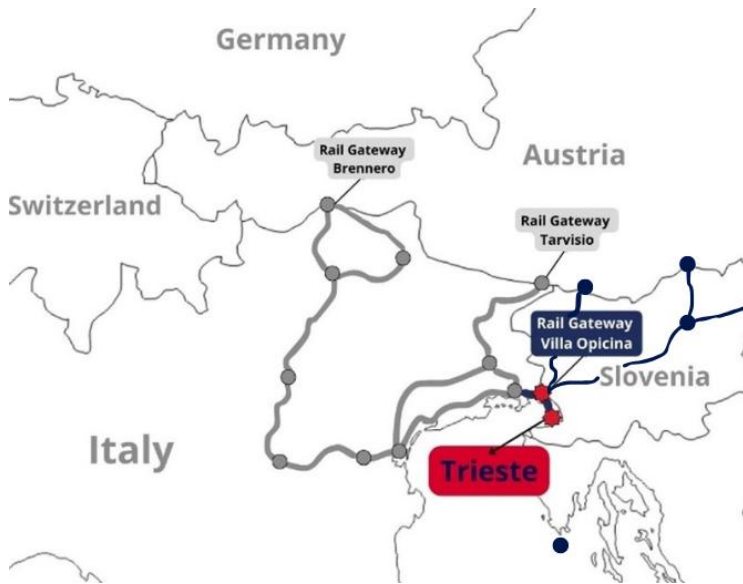 Germany
Rail Gateway
Brennero
Austria
Switzerland
Rail Gateway
Tarvisio
Rail Gateway
Villa Opicina
Slovenia
Italy
Trieste